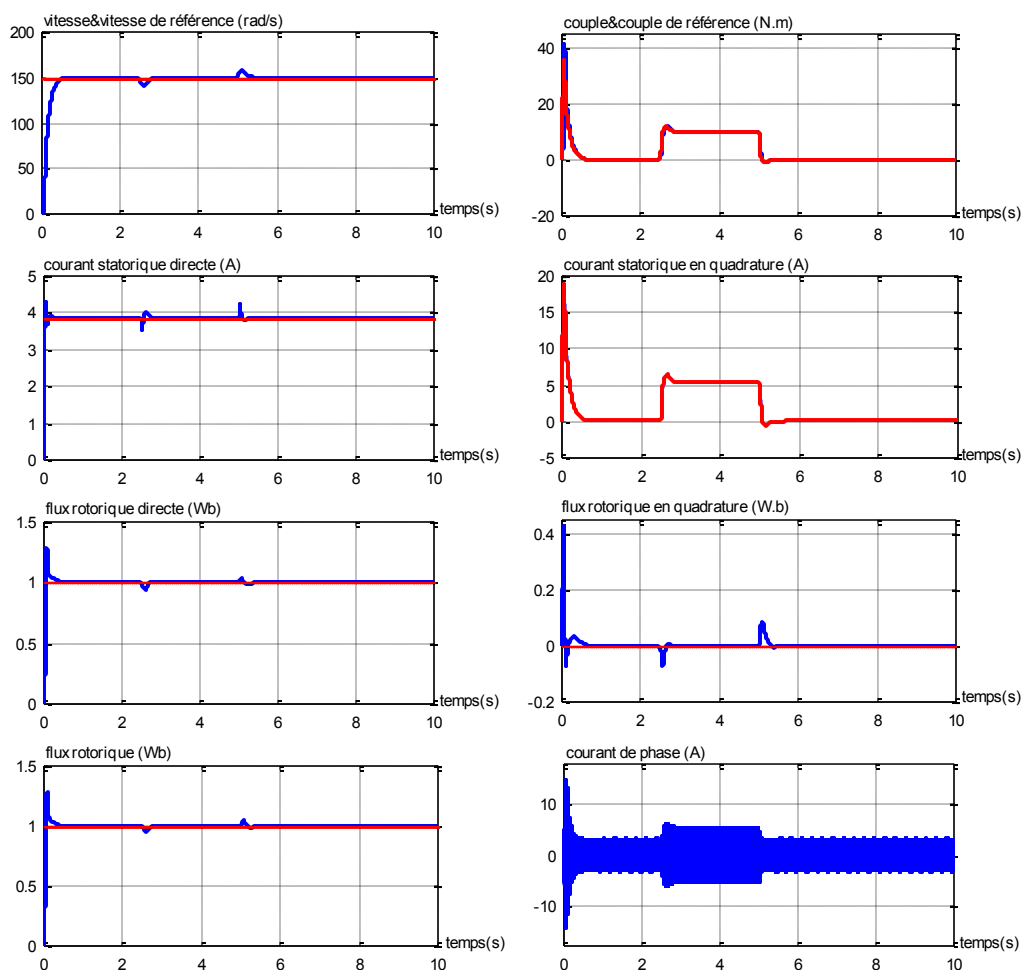 vitesse&vitesse de référence (rad/s)
200
150
100
50
0
0 2 4 6 8 10
temps(s)
couple&couple de référence (N.m)
40
20
0
-20
0 2 4 6 8 10
temps(s)
courant statorique directe (A)
5
4
3
2
1
0
0 2 4 6 8 10
temps(s)
courant statorique en quadrature (A)
20
15
10
5
0
-5
0 2 4 6 8 10
temps(s)
flux rotorique directe (Wb)
1.5
1
0.5
0
0 2 4 6 8 10
temps(s)
flux rotorique en quadrature (W.b)
0.4
0.2
0
-0.2
0 2 4 6 8 10
temps(s)
flux rotorique (Wb)
1.5
1
0.5
0
0 2 4 6 8 10
temps(s)
courant de phase (A)
10
0
-10
0 2 4 6 8 10
temps(s)